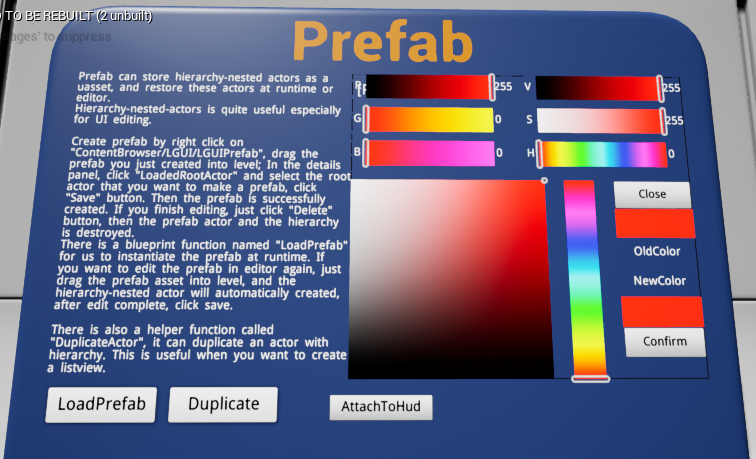 TO BE REBUILT (2 unbuilt)
ages' to suppress
Prefab
Prefab can store hierarchy-nested actors as a
uasset, and restore these actors at runtime or
editor.
Hierarchy-nested-actors is quite useful especially
for UI editing.
Create prefab by right click on
"ContentBrowser/LGUI/LGUIPrefab", drag the
prefab you just created into level; In the details
panel, click "LoadedRootActor" and select the root
actor that you want to make a prefab, click
"Save" button. Then the prefab is successfully
created. If you finish editing, just click "Delete"
button, then the prefab actor and the hierarchy
is destroyed.
There is a blueprint function named "LoadPrefab"
for us to instantiate the prefab at runtime. If
you want to edit the prefab in editor again, just
drag the prefab asset into level, and the
hierarchy-nested actor will automatically created,
after edit complete, click save.
There is also a helper function called
"DuplicateActor", it can duplicate an actor with
hierarchy. This is useful when you want to create
a listview.
R 255
G 0
B 0
V 255
S 255
H 0
Close
OldColor
NewColor
Confirm
LoadPrefab
Duplicate
AttachToHud